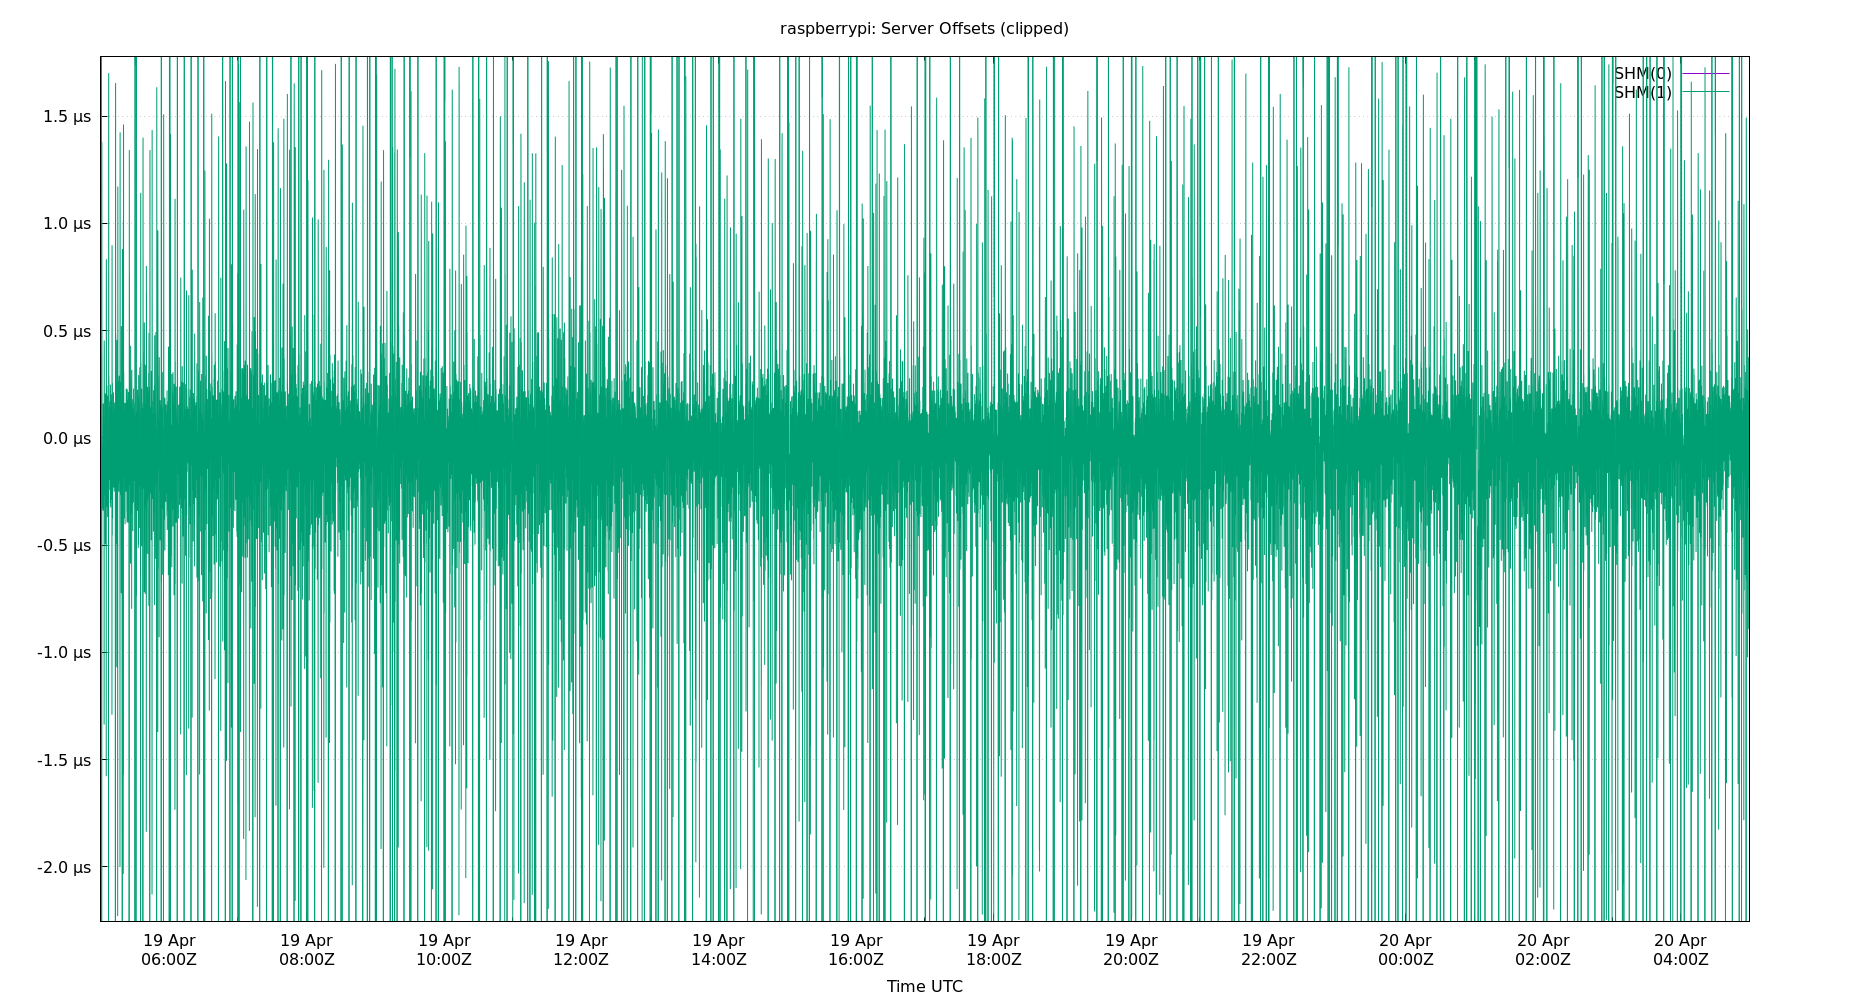 raspberrypi: Server Offsets (clipped)
SHM(0)
SHM(1)
1.5 µs
1.0 µs
0.5 µs
0.0 µs
-0.5 µs
-1.0 µs
-1.5 µs
-2.0 µs
19 Apr 19 Apr 19 Apr 19 Apr 19 Apr 19 Apr 19 Apr 19 Apr 19 Apr 20 Apr 20 Apr 20 Apr
06:00Z 08:00Z 10:00Z 12:00Z 14:00Z 16:00Z 18:00Z 20:00Z 22:00Z 00:00Z 02:00Z 04:00Z
Time UTC